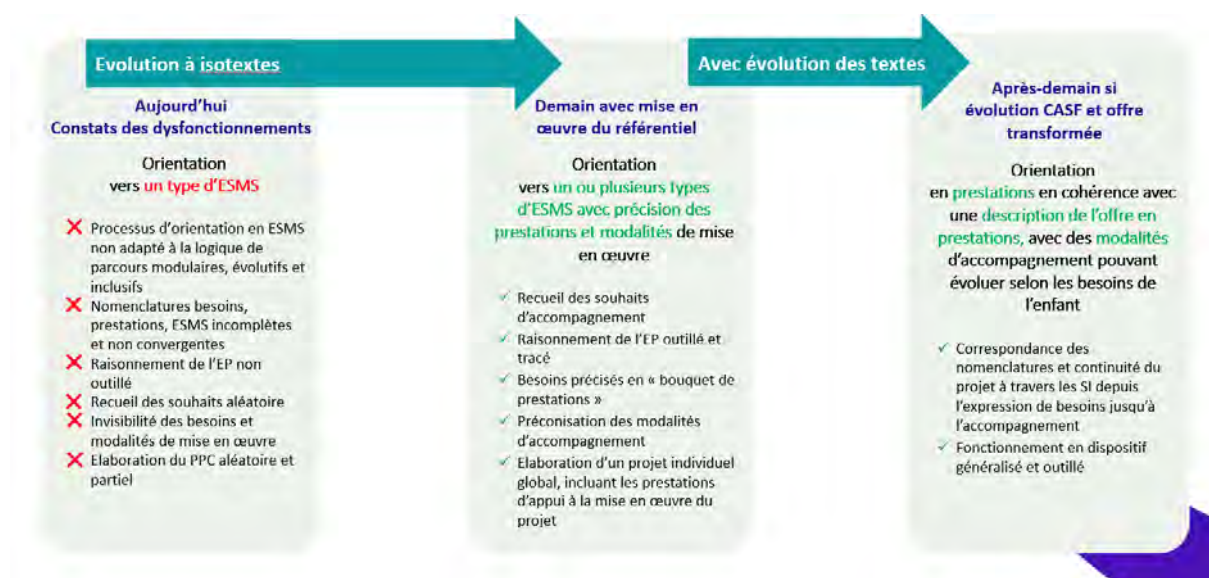 Evolution à isotextes
Avec évolution des textes
Aujourd'hui
Constats des dysfonctionnements
Orientation
vers un type d'ESMS
Processus d'orientation en ESMS
non adapté à la logique de
parcours modulaires, évolutifs et
inclusifs
Nomenclatures besoins,
prestations, ESMS incomplètes
et non convergentes
Raisonnement de l'EP non
outillé
Recueil des souhaits aléatoire
Invisibilité des besoins et
modalités de mise en œuvre
Elaboration du PPC aléatoire et
partiel
Demain avec mise en
œuvre du référentiel
Orientation
vers un ou plusieurs types
d'ESMS avec précision des
prestations et modalités de mise
en œuvre
Recueil des souhaits
d'accompagnement
Raisonnement de l'EP outillé et
tracé
Besoins précisés en « bouquet de
prestations »
Préconisation des modalités
d'accompagnement
Elaboration d'un projet individuel
global, incluant les prestations
d'appui à la mise en œuvre du
projet
Après-demain si
évolution CASF et offre
transformée
Orientation
en prestations en cohérence avec
une description de l'offre en
prestations, avec des modalités
d'accompagnement pouvant
évoluer selon les besoins de
l'enfant
Correspondance des
nomenclatures et continuité du
projet à travers les SI depuis
l'expression de besoins jusqu'à
l'accompagnement
Fonctionnement en dispositif
généralisé et outillé